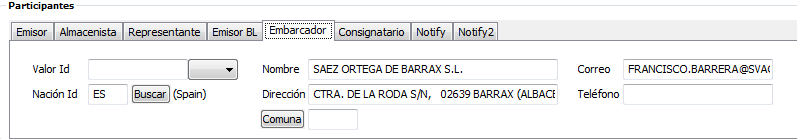 Participantes
Emisor Almacenista Representante Emisor BL Embarcador Consignatario Notify Notify2
Valor Id Nombre SAEZ ORTEGA DE BARRAX S.L. Correo FRANCISCO.BARRERA@SVAG
Nación Id ES Buscar (Spain) Dirección CTRA. DE LA RODA S/N, 02639 BARRAX (ALBACE Teléfono
Comuna